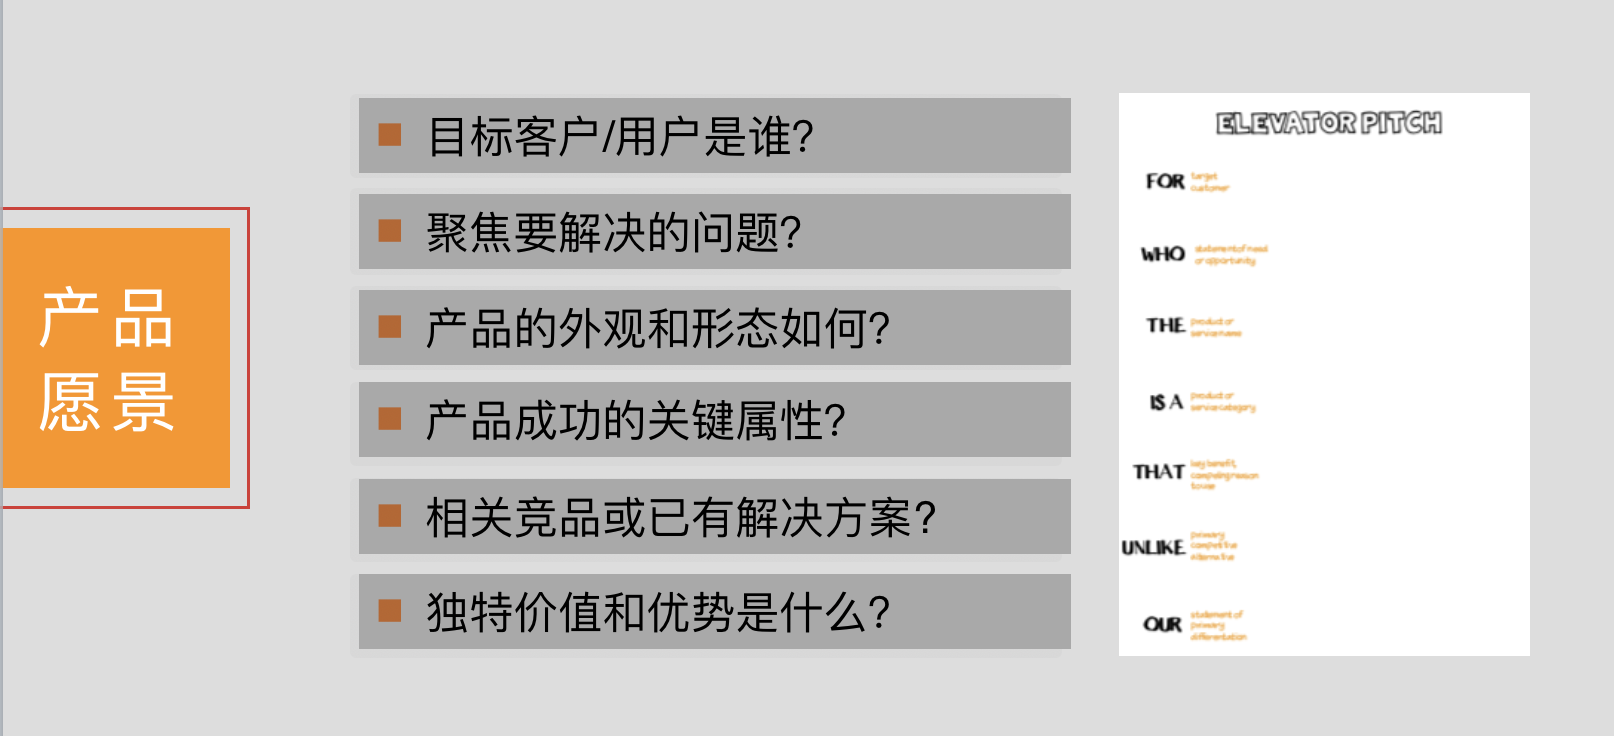 产品
愿景
目标客户/用户是谁?
聚焦要解决的问题?
产品的外观和形态如何?
产品成功的关键属性?
相关竞品或已有解决方案?
独特价值和优势是什么?
ELEVATOR PITCH
FOR target
customer
WHO statement of need
or opportunity
THE product or
service name
IS A product or
service category
THAT key benefit,
compelling reason
to use
UNLIKE primary
competitive
alternative
OUR statement of
primary
differentiation